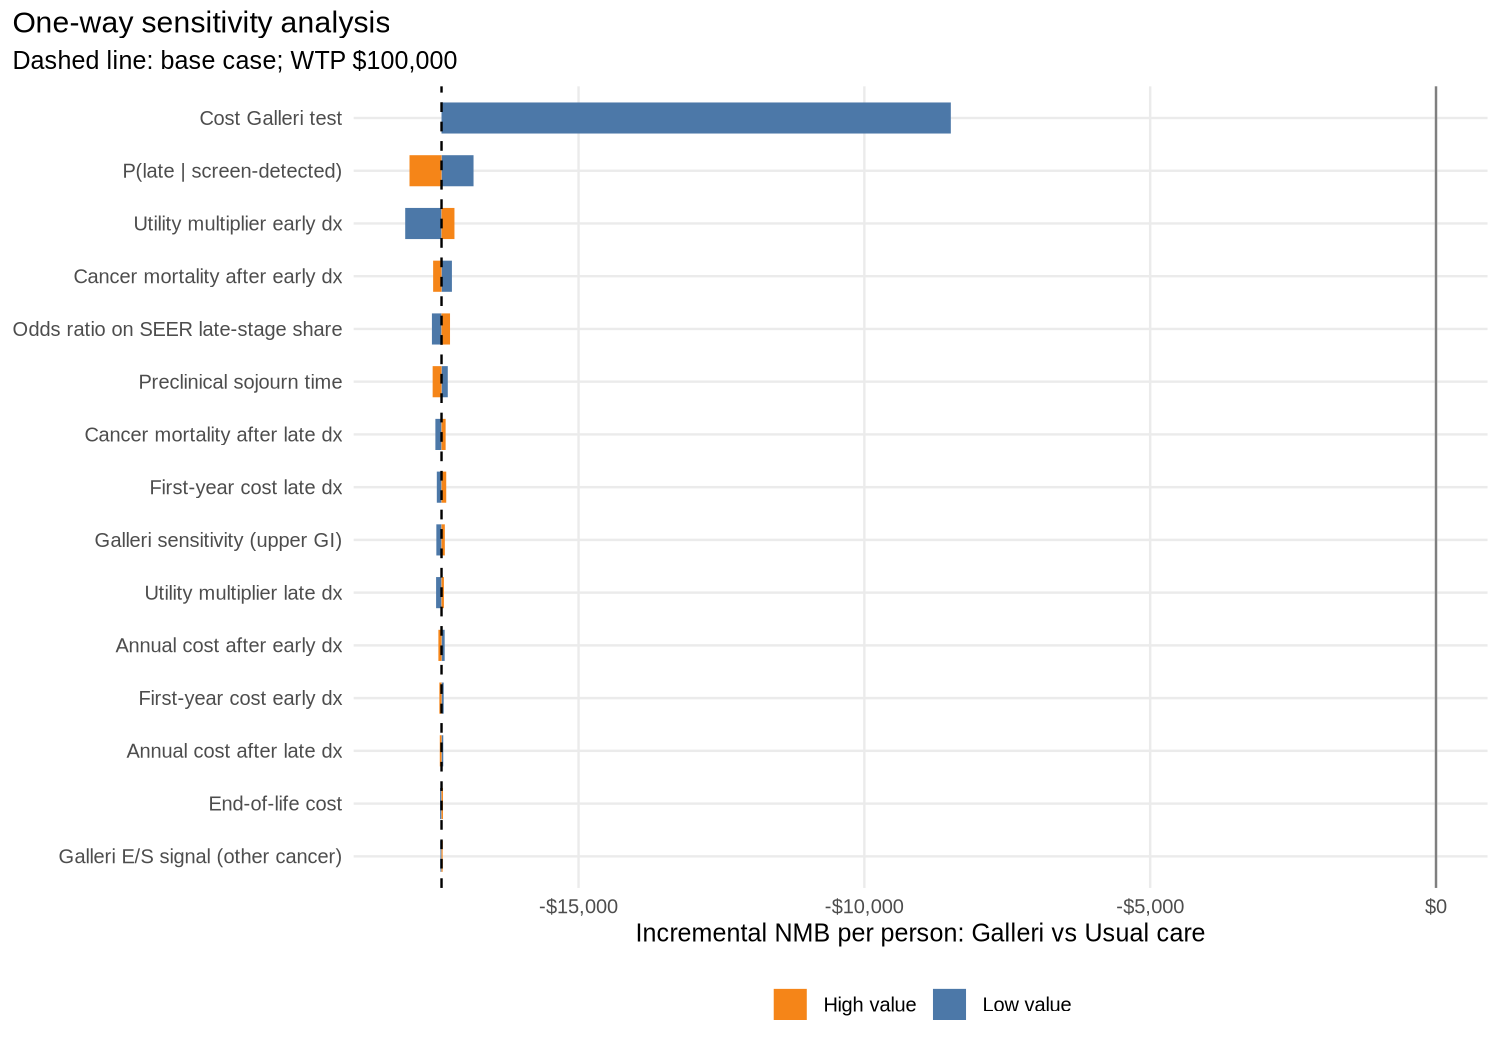 One-way sensitivity analysis
Dashed line: base case; WTP $100,000
Cost Galleri test
P(late | screen-detected)
Utility multiplier early dx
Cancer mortality after early dx
Odds ratio on SEER late-stage share
Preclinical sojourn time
Cancer mortality after late dx
First-year cost late dx
Galleri sensitivity (upper GI)
Utility multiplier late dx
Annual cost after early dx
First-year cost early dx
Annual cost after late dx
End-of-life cost
Galleri E/S signal (other cancer)
-$15,000 -$10,000 -$5,000 $0
Incremental NMB per person: Galleri vs Usual care
High value Low value